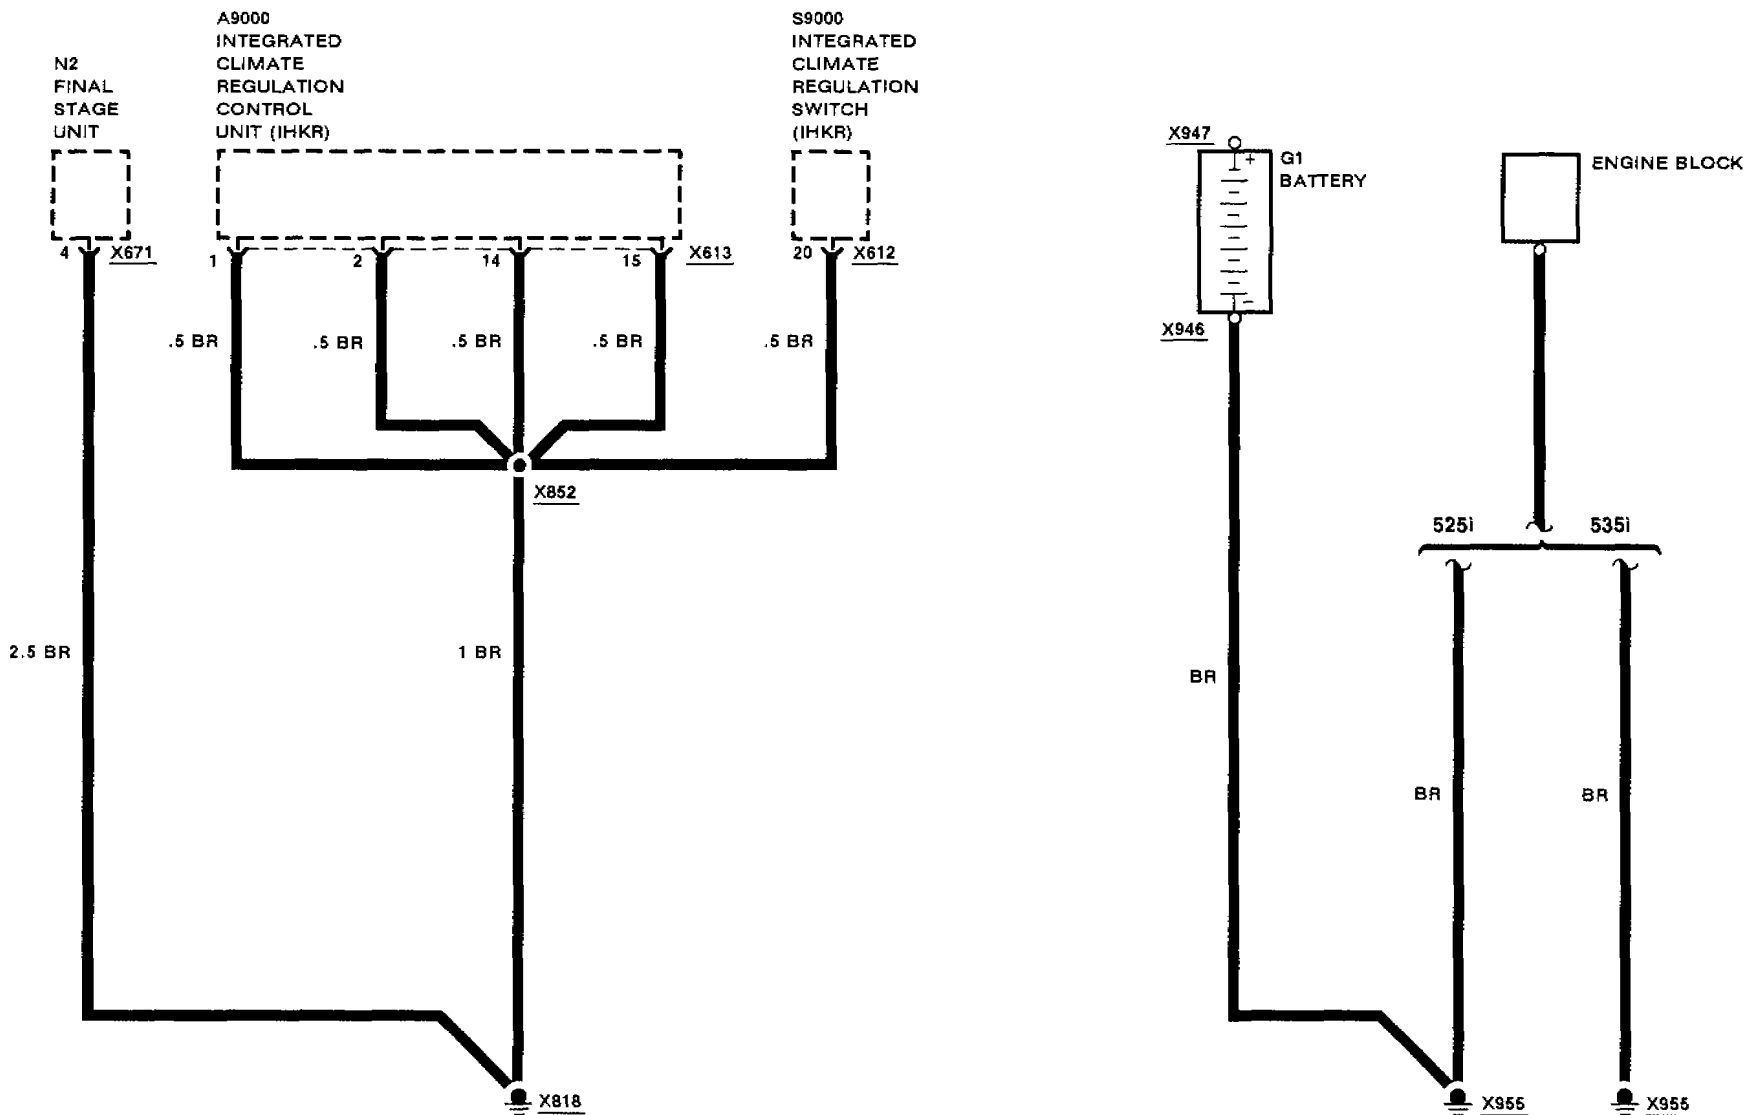 N2
FINAL
STAGE
UNIT
A9000
INTEGRATED
CLIMATE
REGULATION
CONTROL
UNIT (IHKR)
S9000
INTEGRATED
CLIMATE
REGULATION
SWITCH
(IHKR)
X947
+
G1
BATTERY
-
ENGINE BLOCK
4 X671
1
2
14
15 X613
20 X612
X946
.5 BR
.5 BR
.5 BR
.5 BR
.5 BR
X852
525i
535i
2.5 BR
1 BR
BR
BR
BR
X818
X955
X955